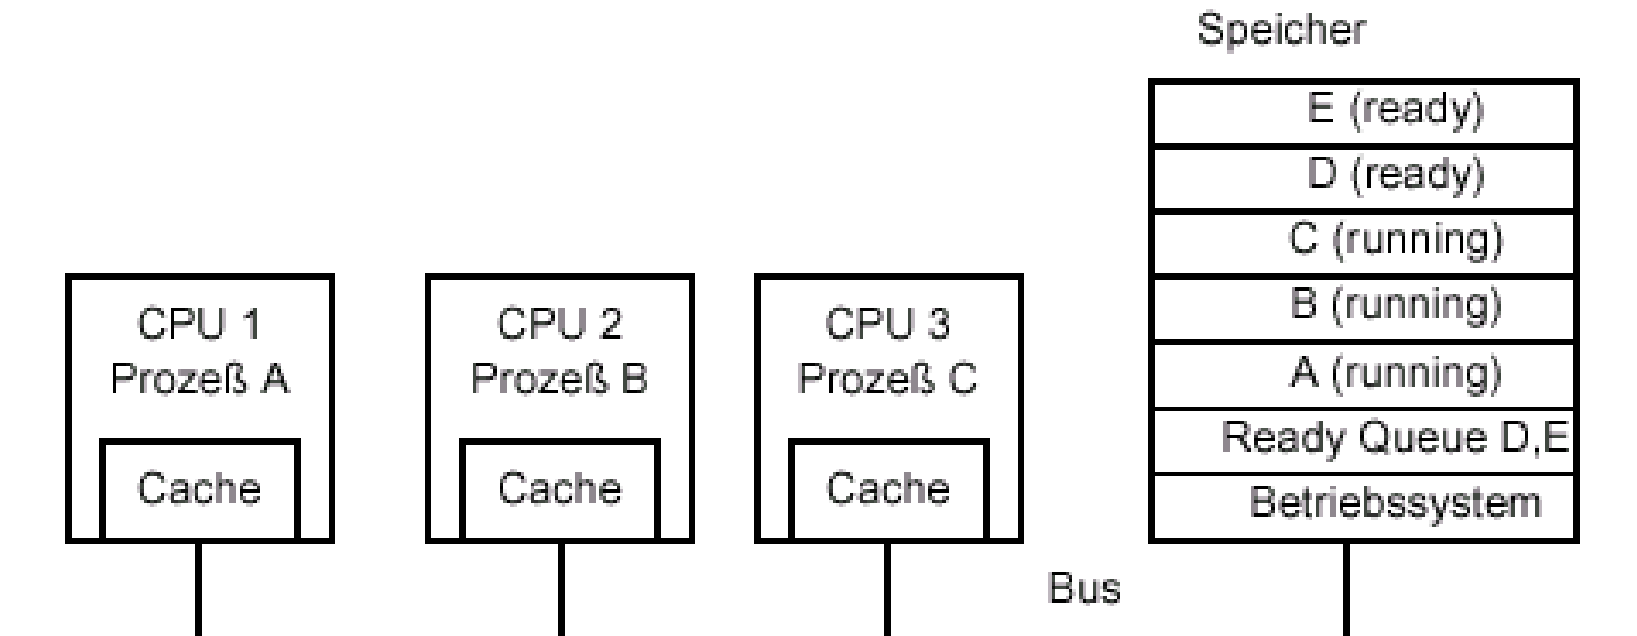 Speicher
E (ready)
D (ready)
C (running)
B (running)
A (running)
Ready Queue D,E
Betriebssystem
CPU 1
Prozeß A
Cache
CPU 2
Prozeß B
Cache
CPU 3
Prozeß C
Cache
Bus